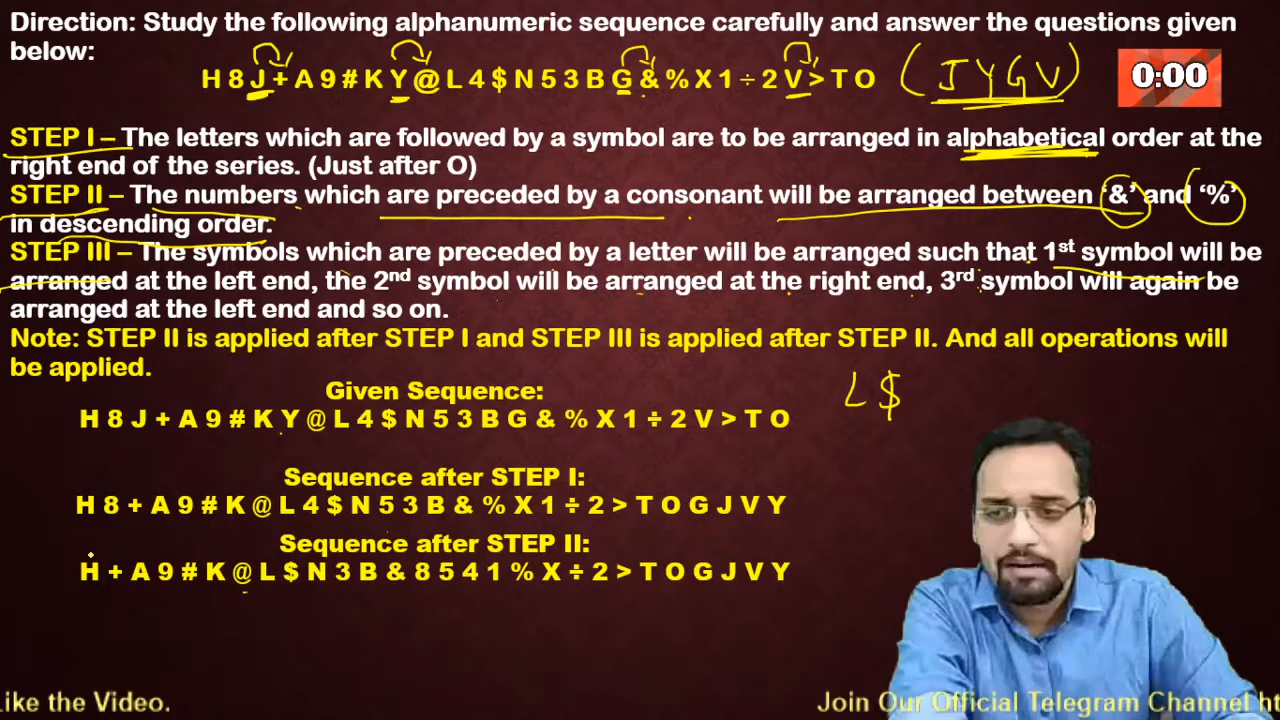 Direction: Study the following alphanumeric sequence carefully and answer the questions given
below:
H 8 J + A 9 # K Y @ L 4 $ N 5 3 B G & % X 1 ÷ 2 V > T O ( J Y G V )
0:00
STEP I – The letters which are followed by a symbol are to be arranged in alphabetical order at the
right end of the series. (Just after O)
STEP II – The numbers which are preceded by a consonant will be arranged between ‘&’ and ‘%’
in descending order.
STEP III – The symbols which are preceded by a letter will be arranged such that 1st symbol will be
arranged at the left end, the 2nd symbol will be arranged at the right end, 3rd symbol will again be
arranged at the left end and so on.
Note: STEP II is applied after STEP I and STEP III is applied after STEP II. And all operations will
be applied.
Given Sequence:
L $
H 8 J + A 9 # K Y @ L 4 $ N 5 3 B G & % X 1 ÷ 2 V > T O
Sequence after STEP I:
H 8 + A 9 # K @ L 4 $ N 5 3 B & % X 1 ÷ 2 > T O G J V Y
Sequence after STEP II:
H + A 9 # K @ L $ N 3 B & 8 5 4 1 % X ÷ 2 > T O G J V Y
Like the Video.
Join Our Official Telegram Channel ht